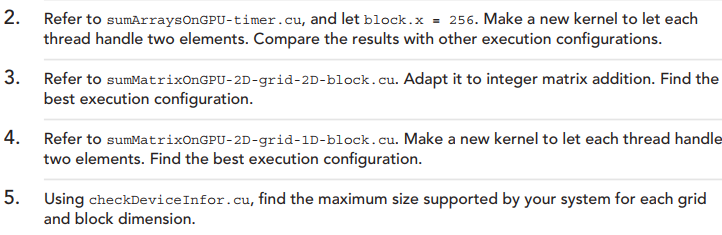 2. Refer to sumArraysOnGPU-timer.cu, and let block.x = 256. Make a new kernel to let each
thread handle two elements. Compare the results with other execution configurations.
3. Refer to sumMatrixOnGPU-2D-grid-2D-block.cu. Adapt it to integer matrix addition. Find the
best execution configuration.
4. Refer to sumMatrixOnGPU-2D-grid-1D-block.cu. Make a new kernel to let each thread handle
two elements. Find the best execution configuration.
5. Using checkDeviceInfor.cu, find the maximum size supported by your system for each grid
and block dimension.